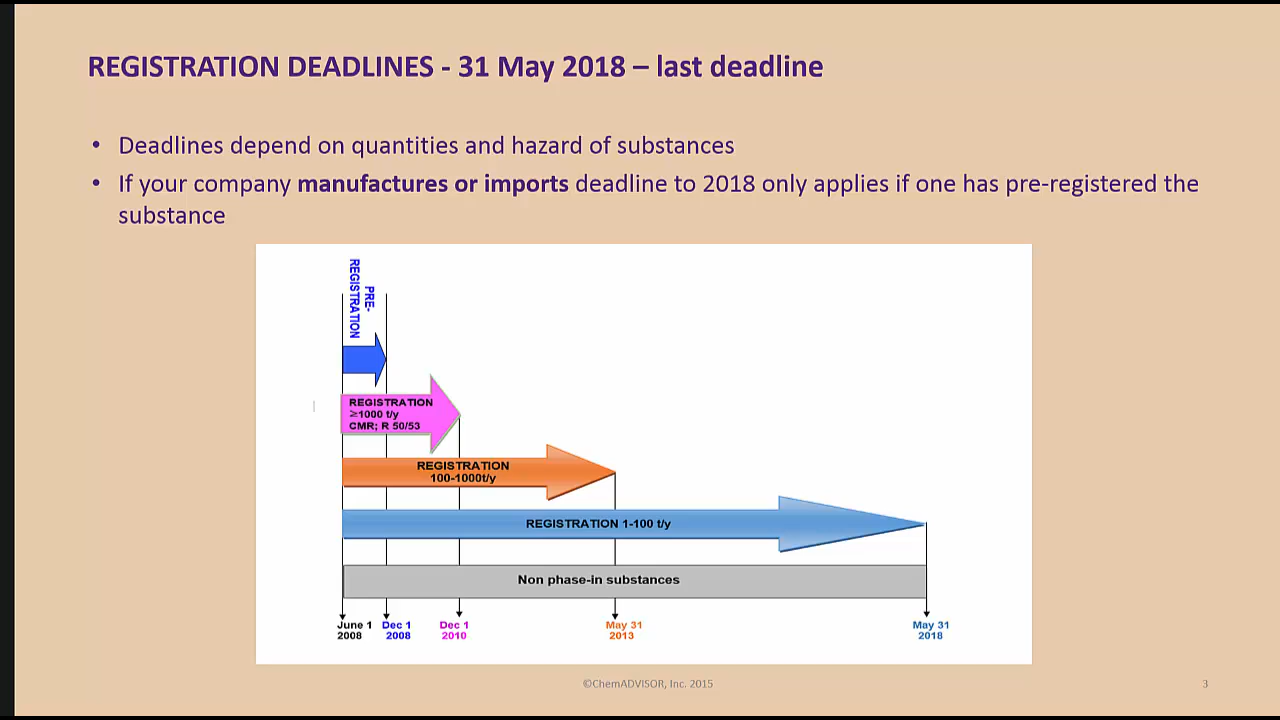 REGISTRATION DEADLINES - 31 May 2018 – last deadline
• Deadlines depend on quantities and hazard of substances
• If your company manufactures or imports deadline to 2018 only applies if one has pre-registered the
substance
PRE-
REGISTRATION
REGISTRATION
≥1000 t/y
CMR; R 50/53
REGISTRATION
100-1000t/y
REGISTRATION 1-100 t/y
Non phase-in substances
June 1
2008
Dec 1
2008
Dec 1
2010
May 31
2013
May 31
2018
©ChemADVISOR, Inc. 2015
3